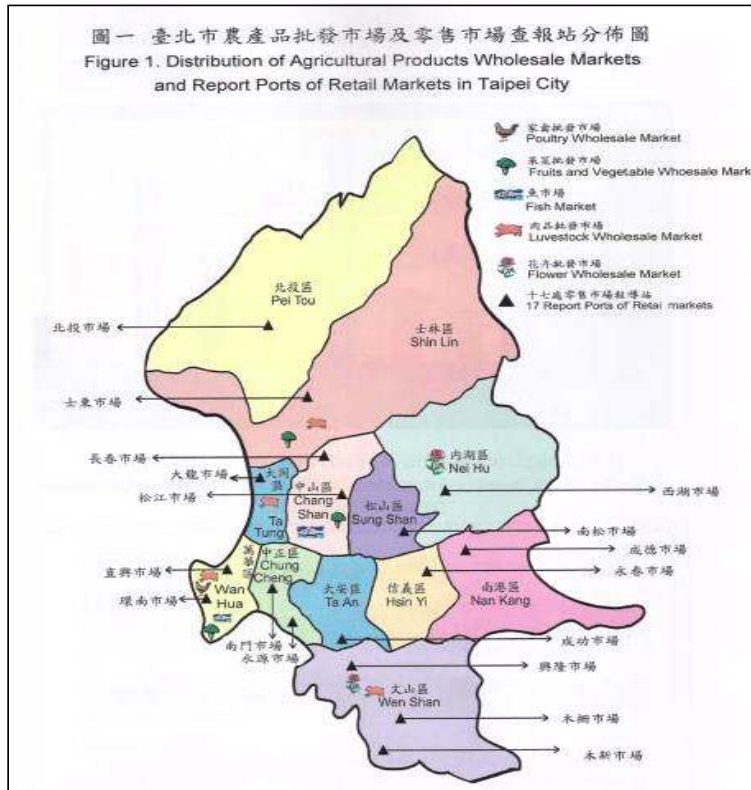 圖一 臺北市農產品批發市場及零售市場查報站分佈圖
Figure 1. Distribution of Agricultural Products Wholesale Markets
and Report Ports of Retail Markets in Taipei City
家禽批發市場
Poultry Wholesale Market
果菜批發市場
Fruits and Vegetable Whoesale Mark
魚市場
Fish Market
肉品批發市場
Luvestock Wholesale Market
花卉批發市場
Flower Wholesale Market
十七處零售市場報導站
17 Report Ports of Retai markets
北投區
Pei Tou
北投市場
士林區
Shin Lin
士東市場
長春市場
內湖區
Nei Hu
大龍市場
大同區
Ta Tung
中山區
Chang Shan
松山區
Sung Shan
松江市場
西湖市場
南松市場
成德市場
直興市場
萬華區
Wan Hua
中正區
Chung Cheng
大安區
Ta An
信義區
Hsin Yi
南港區
Nan Kang
永春市場
環南市場
南門市場
水源市場
成功市場
興隆市場
文山區
Wen Shan
木柵市場
木新市場